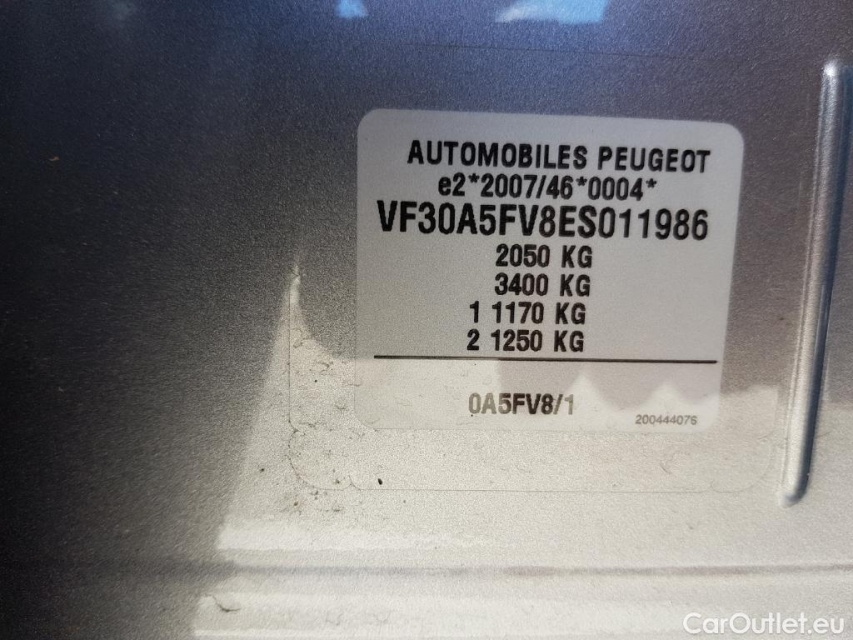 AUTOMOBILES PEUGEOT
e2*2007/46*0004*
VF30A5FV8ES011986
2050 KG
3400 KG
1 1170 KG
2 1250 KG
0A5FV8/1
200444076
CarOutlet.eu